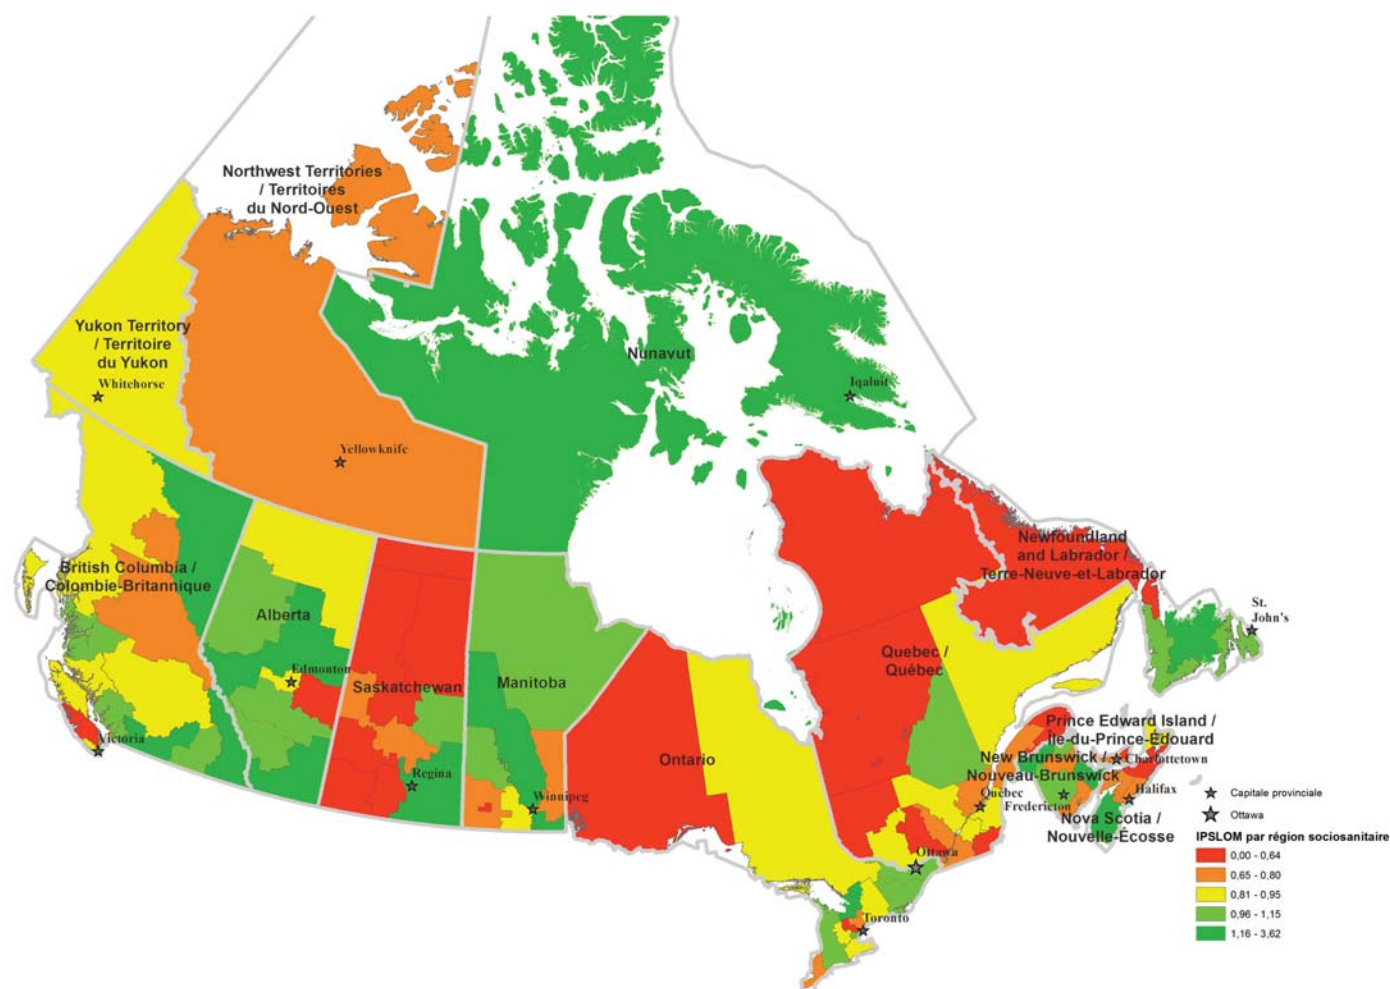 Northwest Territories
/ Territoires
du Nord-Ouest
Yukon Territory
/ Territoire
du Yukon
Whitehorse
Nunavut
Iqaluit
Yellowknife
Newfoundland
and Labrador /
Terre-Neuve-et-Labrador
British Columbia /
Colombie-Britannique
St.
John's
Alberta
Edmonton
Saskatchewan
Manitoba
Quebec /
Québec
Victoria
Regina
Winnipeg
Ontario
Prince Edward Island /
Île-du-Prince-Édouard
New Brunswick /
Nouveau-Brunswick
Charlottetown
Québec
Fredericton
Halifax
Nova Scotia /
Nouvelle-Écosse
Ottawa
Toronto
Capitale provinciale
Ottawa
IPSLOM par région sociosanitaire
0,00 - 0,64
0,65 - 0,80
0,81 - 0,95
0,96 - 1,15
1,16 - 3,62